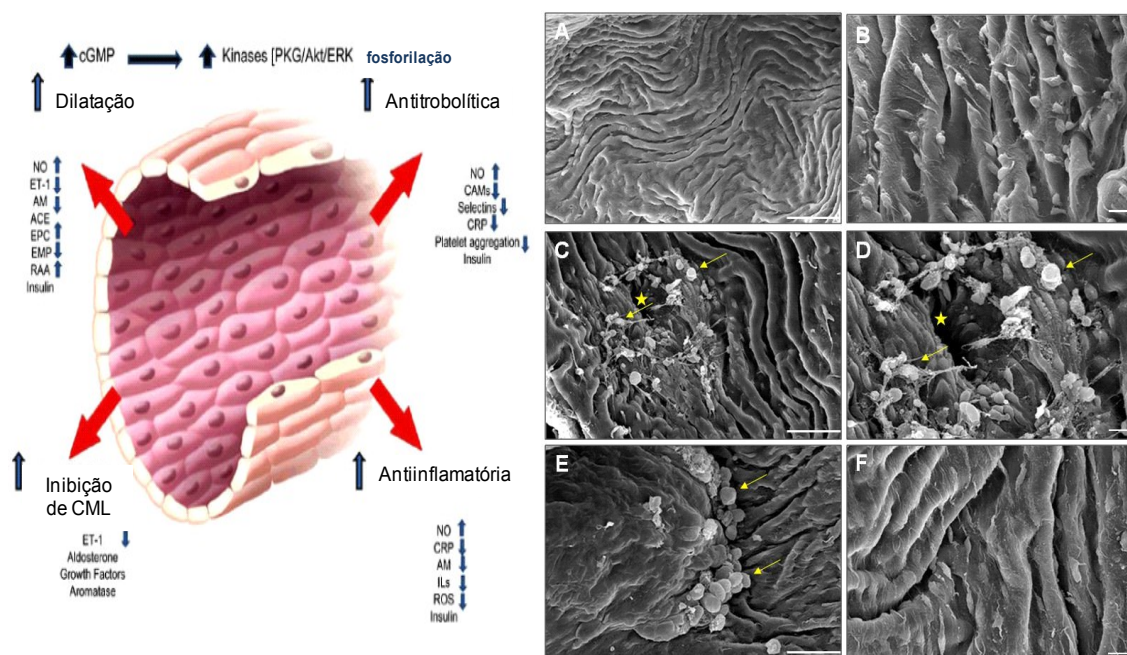 cGMP
Kinases [PKG/Akt/ERK fosforilação
Dilatação
Antitrobolítica
NO
ET-1
AM
ACE
EPC
EMP
RAA
Insulin
NO
CAMs
Selectins
CRP
Platelet aggregation
Insulin
Inibição
de CML
ET-1
Aldosterone
Growth Factors
Aromatase
Antiinflamatória
NO
CRP
AM
ILs
ROS
Insulin
A
B
C
D
E
F